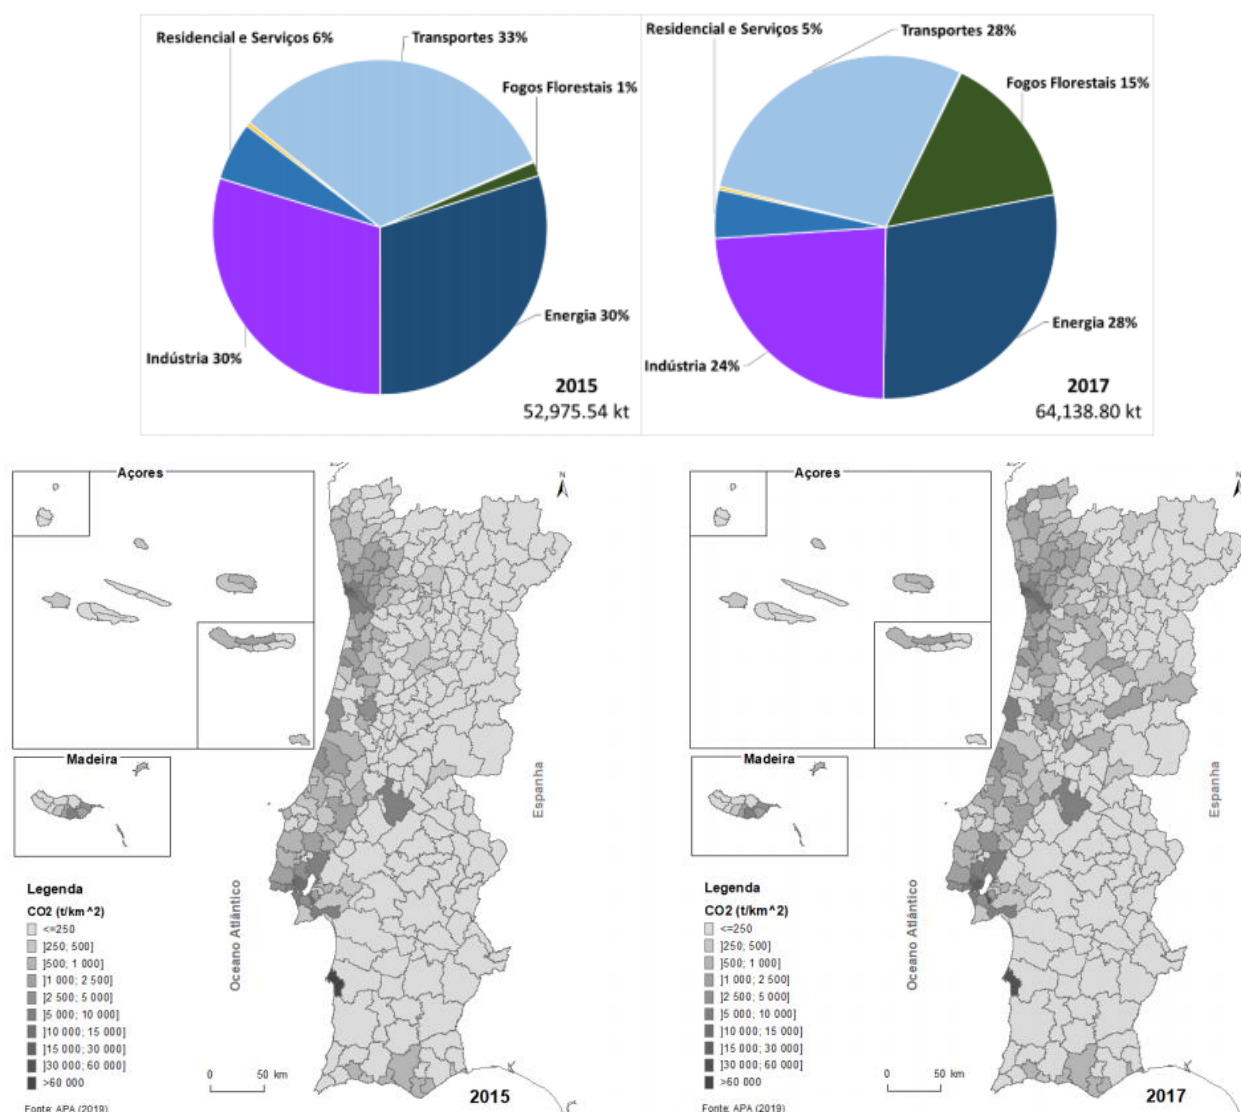 Residencial e Serviços 6%
Transportes 33%
Fogos Florestais 1%
Energia 30%
Indústria 30%
2015
52,975.54 kt
Residencial e Serviços 5%
Transportes 28%
Fogos Florestais 15%
Energia 28%
Indústria 24%
2017
64,138.80 kt
Açores
N
Madeira
Espanha
Oceano Atlântico
Legenda
CO2 (t/km^2)
<=250
]250; 500]
]500; 1 000]
]1 000; 2 500]
]2 500; 5 000]
]5 000; 10 000]
]10 000; 15 000]
]15 000; 30 000]
]30 000; 60 000]
>60 000
0 50 km
2015
Fonte: APA (2019)
Açores
N
Madeira
Espanha
Oceano Atlântico
Legenda
CO2 (t/km^2)
<=250
]250; 500]
]500; 1 000]
]1 000; 2 500]
]2 500; 5 000]
]5 000; 10 000]
]10 000; 15 000]
]15 000; 30 000]
]30 000; 60 000]
>60 000
0 50 km
2017
Fonte: APA (2019)